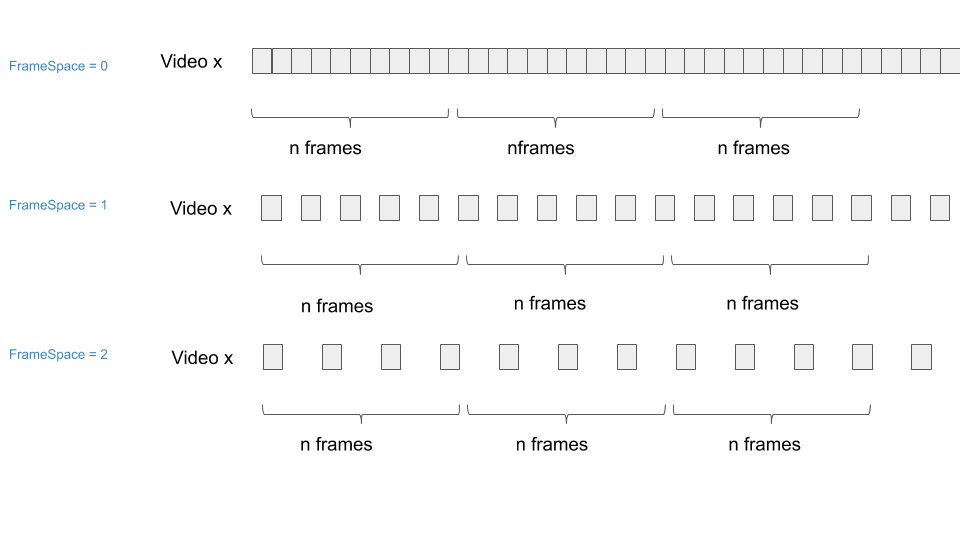 FrameSpace = 0
Video x
n frames
nframes
n frames
FrameSpace = 1
Video x
n frames
n frames
n frames
FrameSpace = 2
Video x
n frames
n frames
n frames